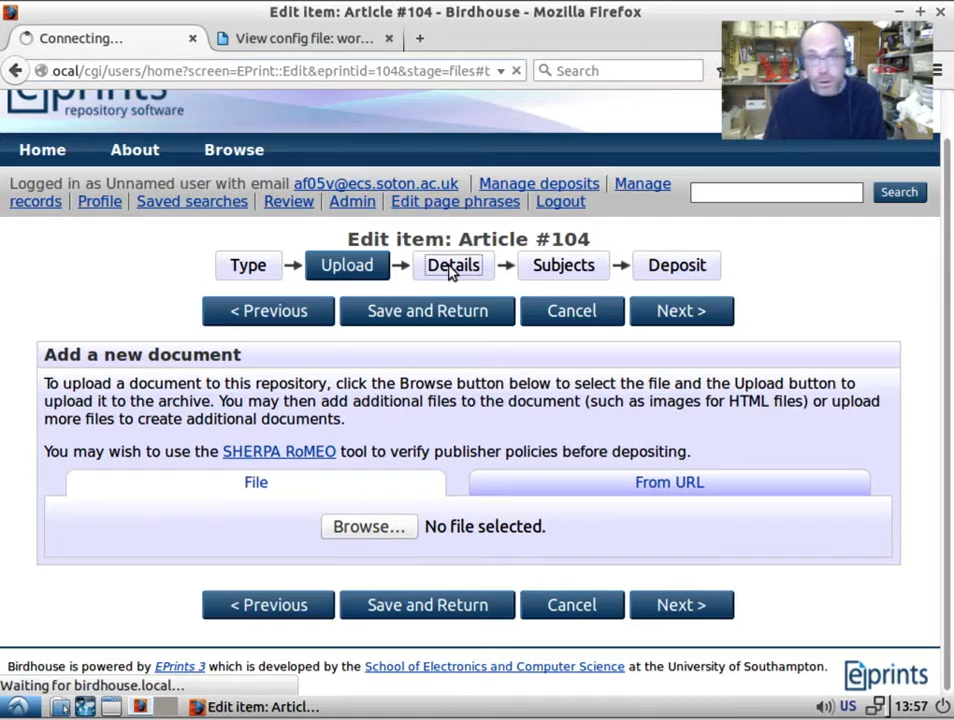 Edit item: Article #104 - Birdhouse - Mozilla Firefox
Connecting...
View config file: wor...
ocal/cgi/users/home?screen=EPrint::Edit&eprintid=104&stage=files#t
Search
eprints
repository software
Home About Browse
Logged in as Unnamed user with email af05v@ecs.soton.ac.uk | Manage deposits | Manage
records | Profile | Saved searches | Review | Admin | Edit page phrases | Logout
Search
Edit item: Article #104
Type Upload Details Subjects Deposit
< Previous Save and Return Cancel Next >
Add a new document
To upload a document to this repository, click the Browse button below to select the file and the Upload button to
upload it to the archive. You may then add additional files to the document (such as images for HTML files) or upload
more files to create additional documents.
You may wish to use the SHERPA RoMEO tool to verify publisher policies before depositing.
File From URL
Browse... No file selected.
< Previous Save and Return Cancel Next >
Birdhouse is powered by EPrints 3 which is developed by the School of Electronics and Computer Science at the University of Southampton.
eprints
Waiting for birdhouse.local...
Edit item: Articl...
US
13:57